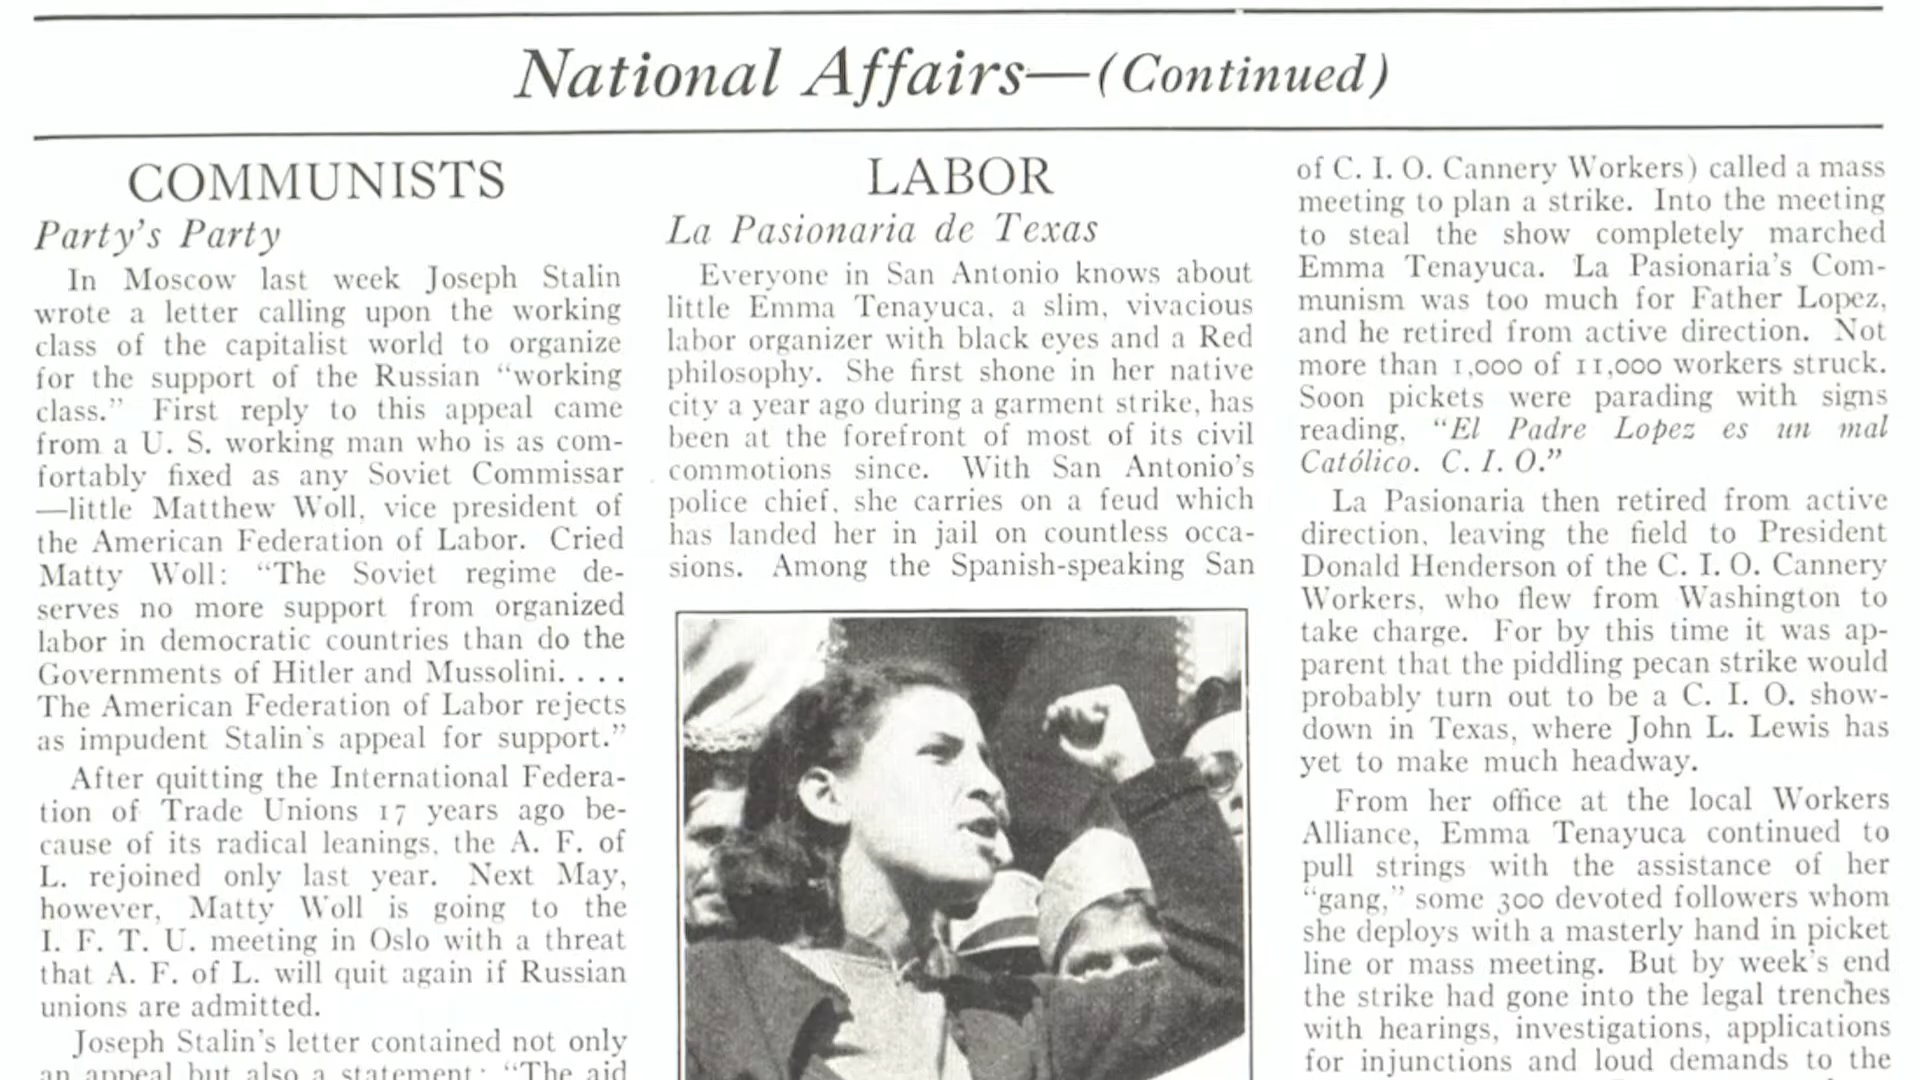 National Affairs—(Continued)
COMMUNISTS
Party's Party
In Moscow last week Joseph Stalin
wrote a letter calling upon the working
class of the capitalist world to organize
for the support of the Russian "working
class." First reply to this appeal came
from a U. S. working man who is as com-
fortably fixed as any Soviet Commissar
—little Matthew Woll, vice president of
the American Federation of Labor. Cried
Matty Woll: "The Soviet regime de-
serves no more support from organized
labor in democratic countries than do the
Governments of Hitler and Mussolini. . . .
The American Federation of Labor rejects
as impudent Stalin's appeal for support."
After quitting the International Federa-
tion of Trade Unions 17 years ago be-
cause of its radical leanings, the A. F. of
L. rejoined only last year. Next May,
however, Matty Woll is going to the
I. F. T. U. meeting in Oslo with a threat
that A. F. of L. will quit again if Russian
unions are admitted.
Joseph Stalin's letter contained not only
an appeal but also a statement: "The aid
LABOR
La Pasionaria de Texas
Everyone in San Antonio knows about
little Emma Tenayuca, a slim, vivacious
labor organizer with black eyes and a Red
philosophy. She first shone in her native
city a year ago during a garment strike, has
been at the forefront of most of its civil
commotions since. With San Antonio's
police chief, she carries on a feud which
has landed her in jail on countless occa-
sions. Among the Spanish-speaking San
of C. I. O. Cannery Workers) called a mass
meeting to plan a strike. Into the meeting
to steal the show completely marched
Emma Tenayuca. La Pasionaria's Com-
munism was too much for Father Lopez,
and he retired from active direction. Not
more than 1,000 of 11,000 workers struck.
Soon pickets were parading with signs
reading, "El Padre Lopez es un mal
Católico. C. I. O."
La Pasionaria then retired from active
direction, leaving the field to President
Donald Henderson of the C. I. O. Cannery
Workers, who flew from Washington to
take charge. For by this time it was ap-
parent that the piddling pecan strike would
probably turn out to be a C. I. O. show-
down in Texas, where John L. Lewis has
yet to make much headway.
From her office at the local Workers
Alliance, Emma Tenayuca continued to
pull strings with the assistance of her
"gang," some 300 devoted followers whom
she deploys with a masterly hand in picket
line or mass meeting. But by week's end
the strike had gone into the legal trenches
with hearings, investigations, applications
for injunctions and loud demands to the